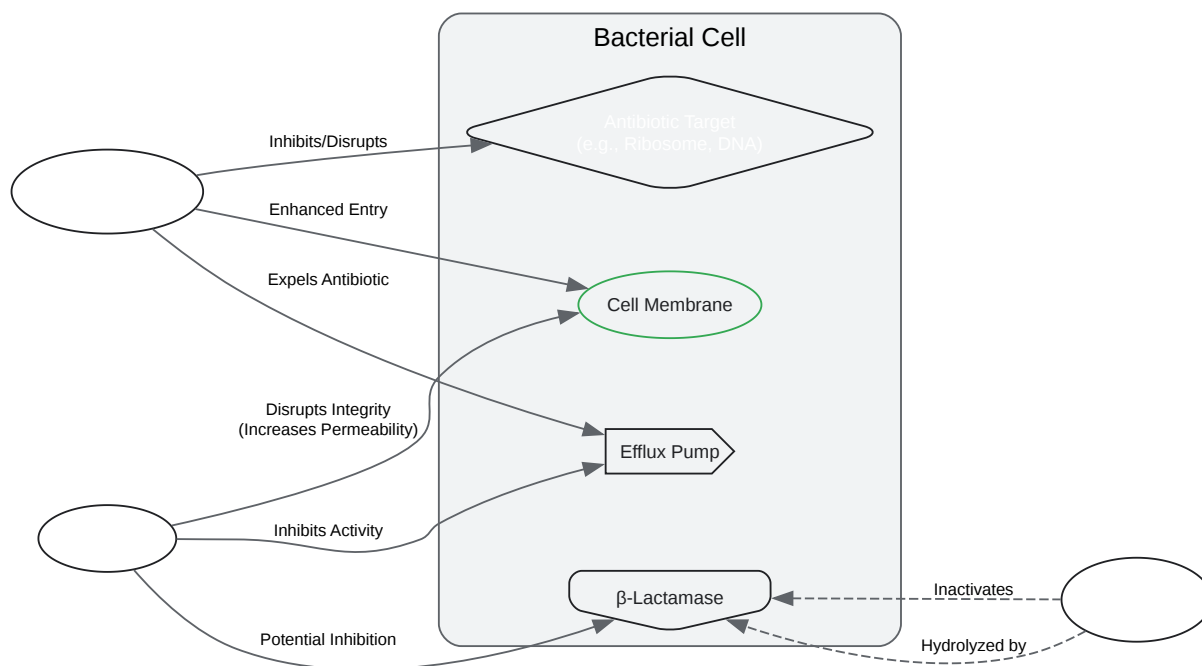 Bacterial Cell
Antibiotic Target
(e.g., Ribosome, DNA)
Inhibits/Disrupts
Enhanced Entry
Expels Antibiotic
Cell Membrane
Disrupts Integrity
(Increases Permeability)
Efflux Pump
Inhibits Activity
β-Lactamase
Inactivates
Potential Inhibition
Hydrolyzed by